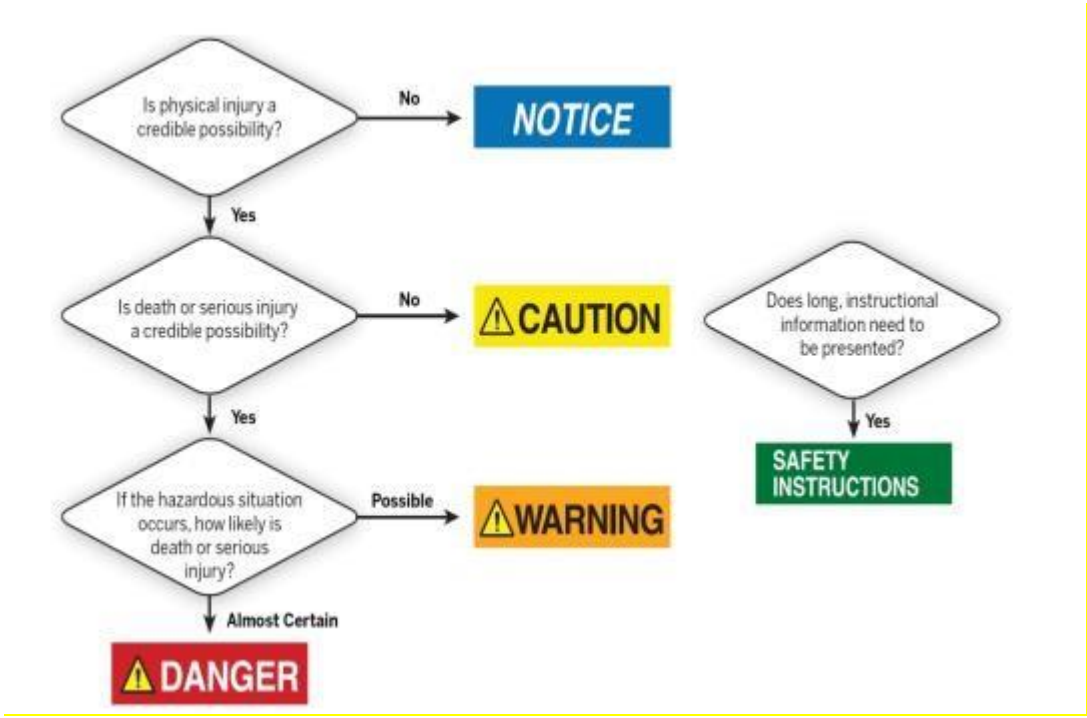 Is physical injury a
credible possibility?
No
NOTICE
Yes
Is death or serious injury
a credible possibility?
No
CAUTION
Does long, instructional
information need to
be presented?
Yes
Yes
SAFETY
INSTRUCTIONS
If the hazardous situation
occurs, how likely is
death or serious
injury?
Possible
WARNING
Almost Certain
DANGER